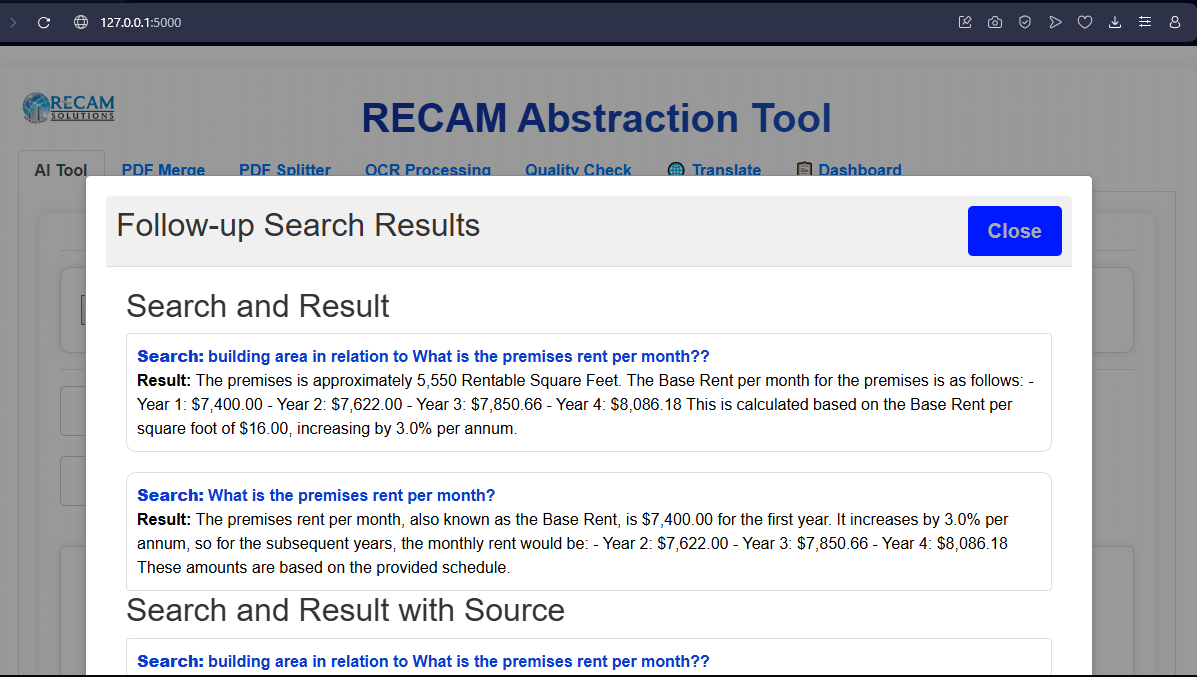 127.0.0.1:5000
RECAM
SOLUTIONS
RECAM Abstraction Tool
AI Tool PDF Merge PDF Splitter OCR Processing Quality Check Translate Dashboard
Follow-up Search Results
Close
Search and Result
Search: building area in relation to What is the premises rent per month??
Result: The premises is approximately 5,550 Rentable Square Feet. The Base Rent per month for the premises is as follows: -
Year 1: $7,400.00 - Year 2: $7,622.00 - Year 3: $7,850.66 - Year 4: $8,086.18 This is calculated based on the Base Rent per
square foot of $16.00, increasing by 3.0% per annum.
Search: What is the premises rent per month?
Result: The premises rent per month, also known as the Base Rent, is $7,400.00 for the first year. It increases by 3.0% per
annum, so for the subsequent years, the monthly rent would be: - Year 2: $7,622.00 - Year 3: $7,850.66 - Year 4: $8,086.18
These amounts are based on the provided schedule.
Search and Result with Source
Search: building area in relation to What is the premises rent per month??